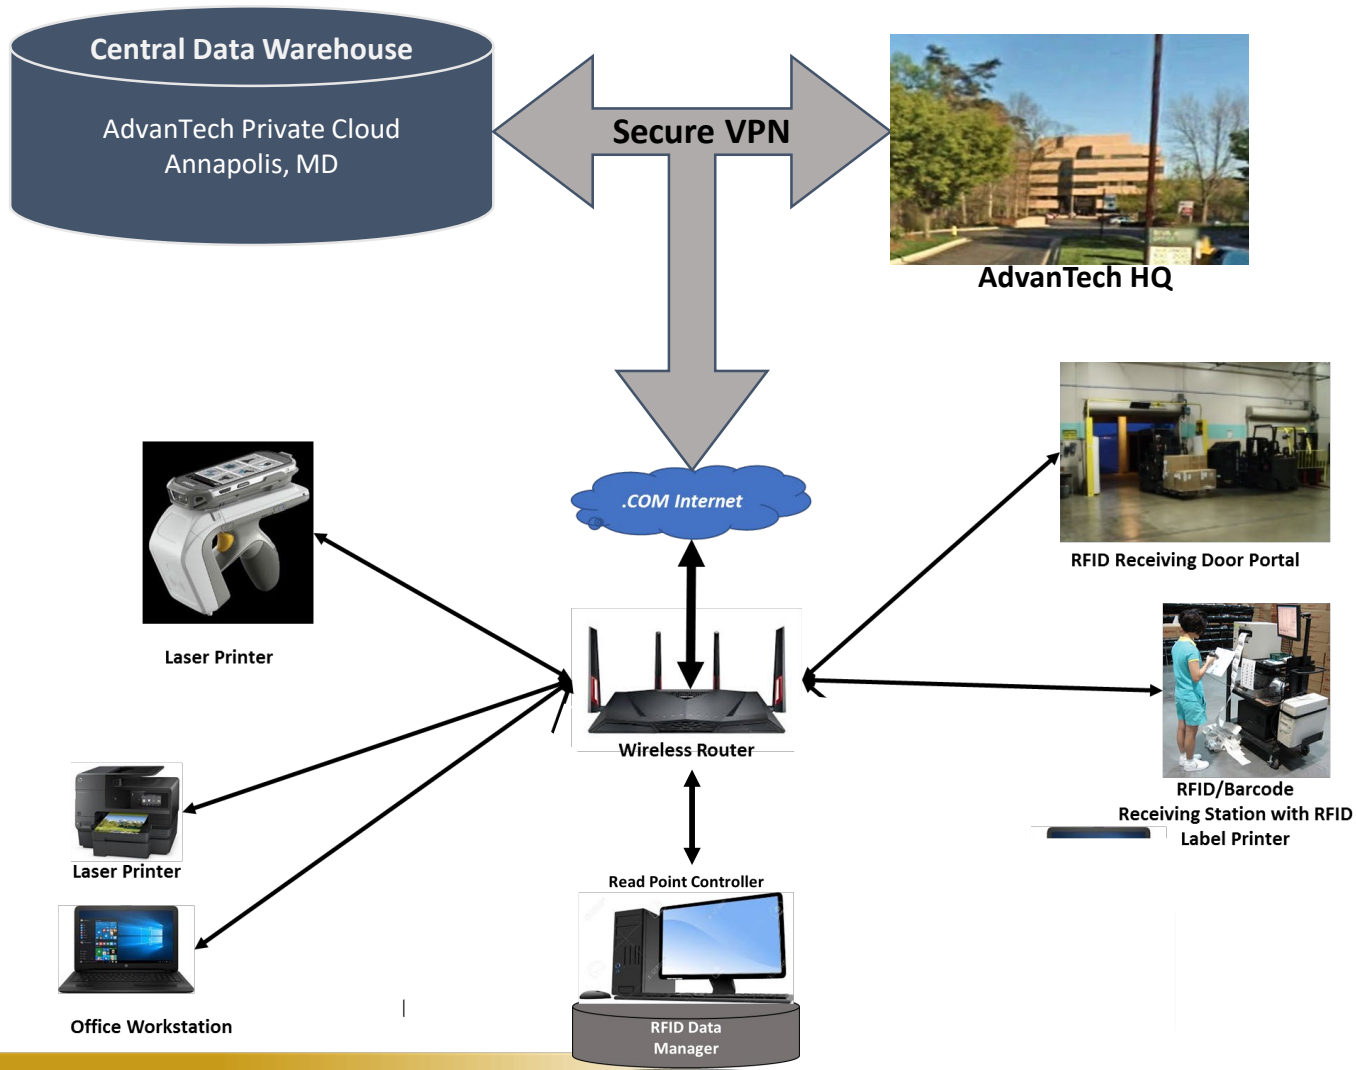 Central Data Warehouse
AdvanTech Private Cloud
Annapolis, MD
Secure VPN
AdvanTech HQ
.COM Internet
RFID Receiving Door Portal
Laser Printer
Wireless Router
RFID/Barcode
Receiving Station with RFID
Label Printer
Laser Printer
Read Point Controller
Office Workstation
RFID Data
Manager